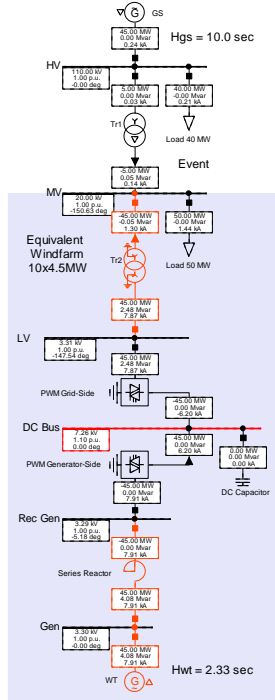 G
GS
45.00 MW
0.00 Mvar
0.24 kA
Hgs = 10.0 sec
HV
110.00 kV
1.00 p.u.
-0.00 deg
5.00 MW
0.00 Mvar
0.03 kA
40.00 MW
-0.00 Mvar
0.21 kA
Tr1
Load 40 MW
Event
-5.00 MW
0.05 Mvar
0.14 kA
MV
20.00 kV
1.00 p.u.
-150.63 deg
-45.00 MW
-0.05 Mvar
1.30 kA
50.00 MW
0.00 Mvar
1.44 kA
Equivalent
Windfarm
10x4.5MW
Tr2
Load 50 MW
45.00 MW
2.48 Mvar
7.87 kA
LV
3.31 kV
1.00 p.u.
-147.54 deg
45.00 MW
2.48 Mvar
7.87 kA
PWM Grid-Side
-45.00 MW
-0.00 Mvar
-6.20 kA
DC Bus
7.26 kV
1.10 p.u.
0.00 deg
45.00 MW
0.00 Mvar
6.20 kA
0.00 MW
0.00 Mvar
0.00 kA
PWM Generator-Side
DC Capacitor
-45.00 MW
0.00 Mvar
7.91 kA
Rec Gen
3.29 kV
1.00 p.u.
-5.18 deg
-45.00 MW
0.00 Mvar
7.91 kA
Series Reactor
45.00 MW
4.08 Mvar
7.91 kA
Gen
3.30 kV
1.00 p.u.
-0.00 deg
45.00 MW
4.08 Mvar
7.91 kA
WT
G
Hwt = 2.33 sec